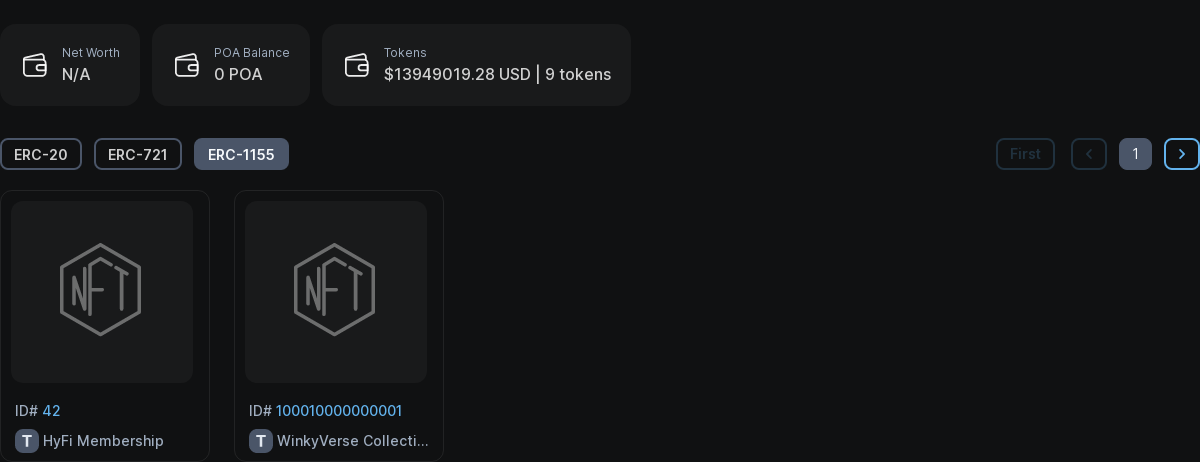 Net Worth
N/A
POA Balance
0 POA
Tokens
$13949019.28 USD | 9 tokens
ERC-20
ERC-721
ERC-1155
First
1
NFT
NFT
ID# 42
T HyFi Membership
ID# 100010000000001
T WinkyVerse Collecti...